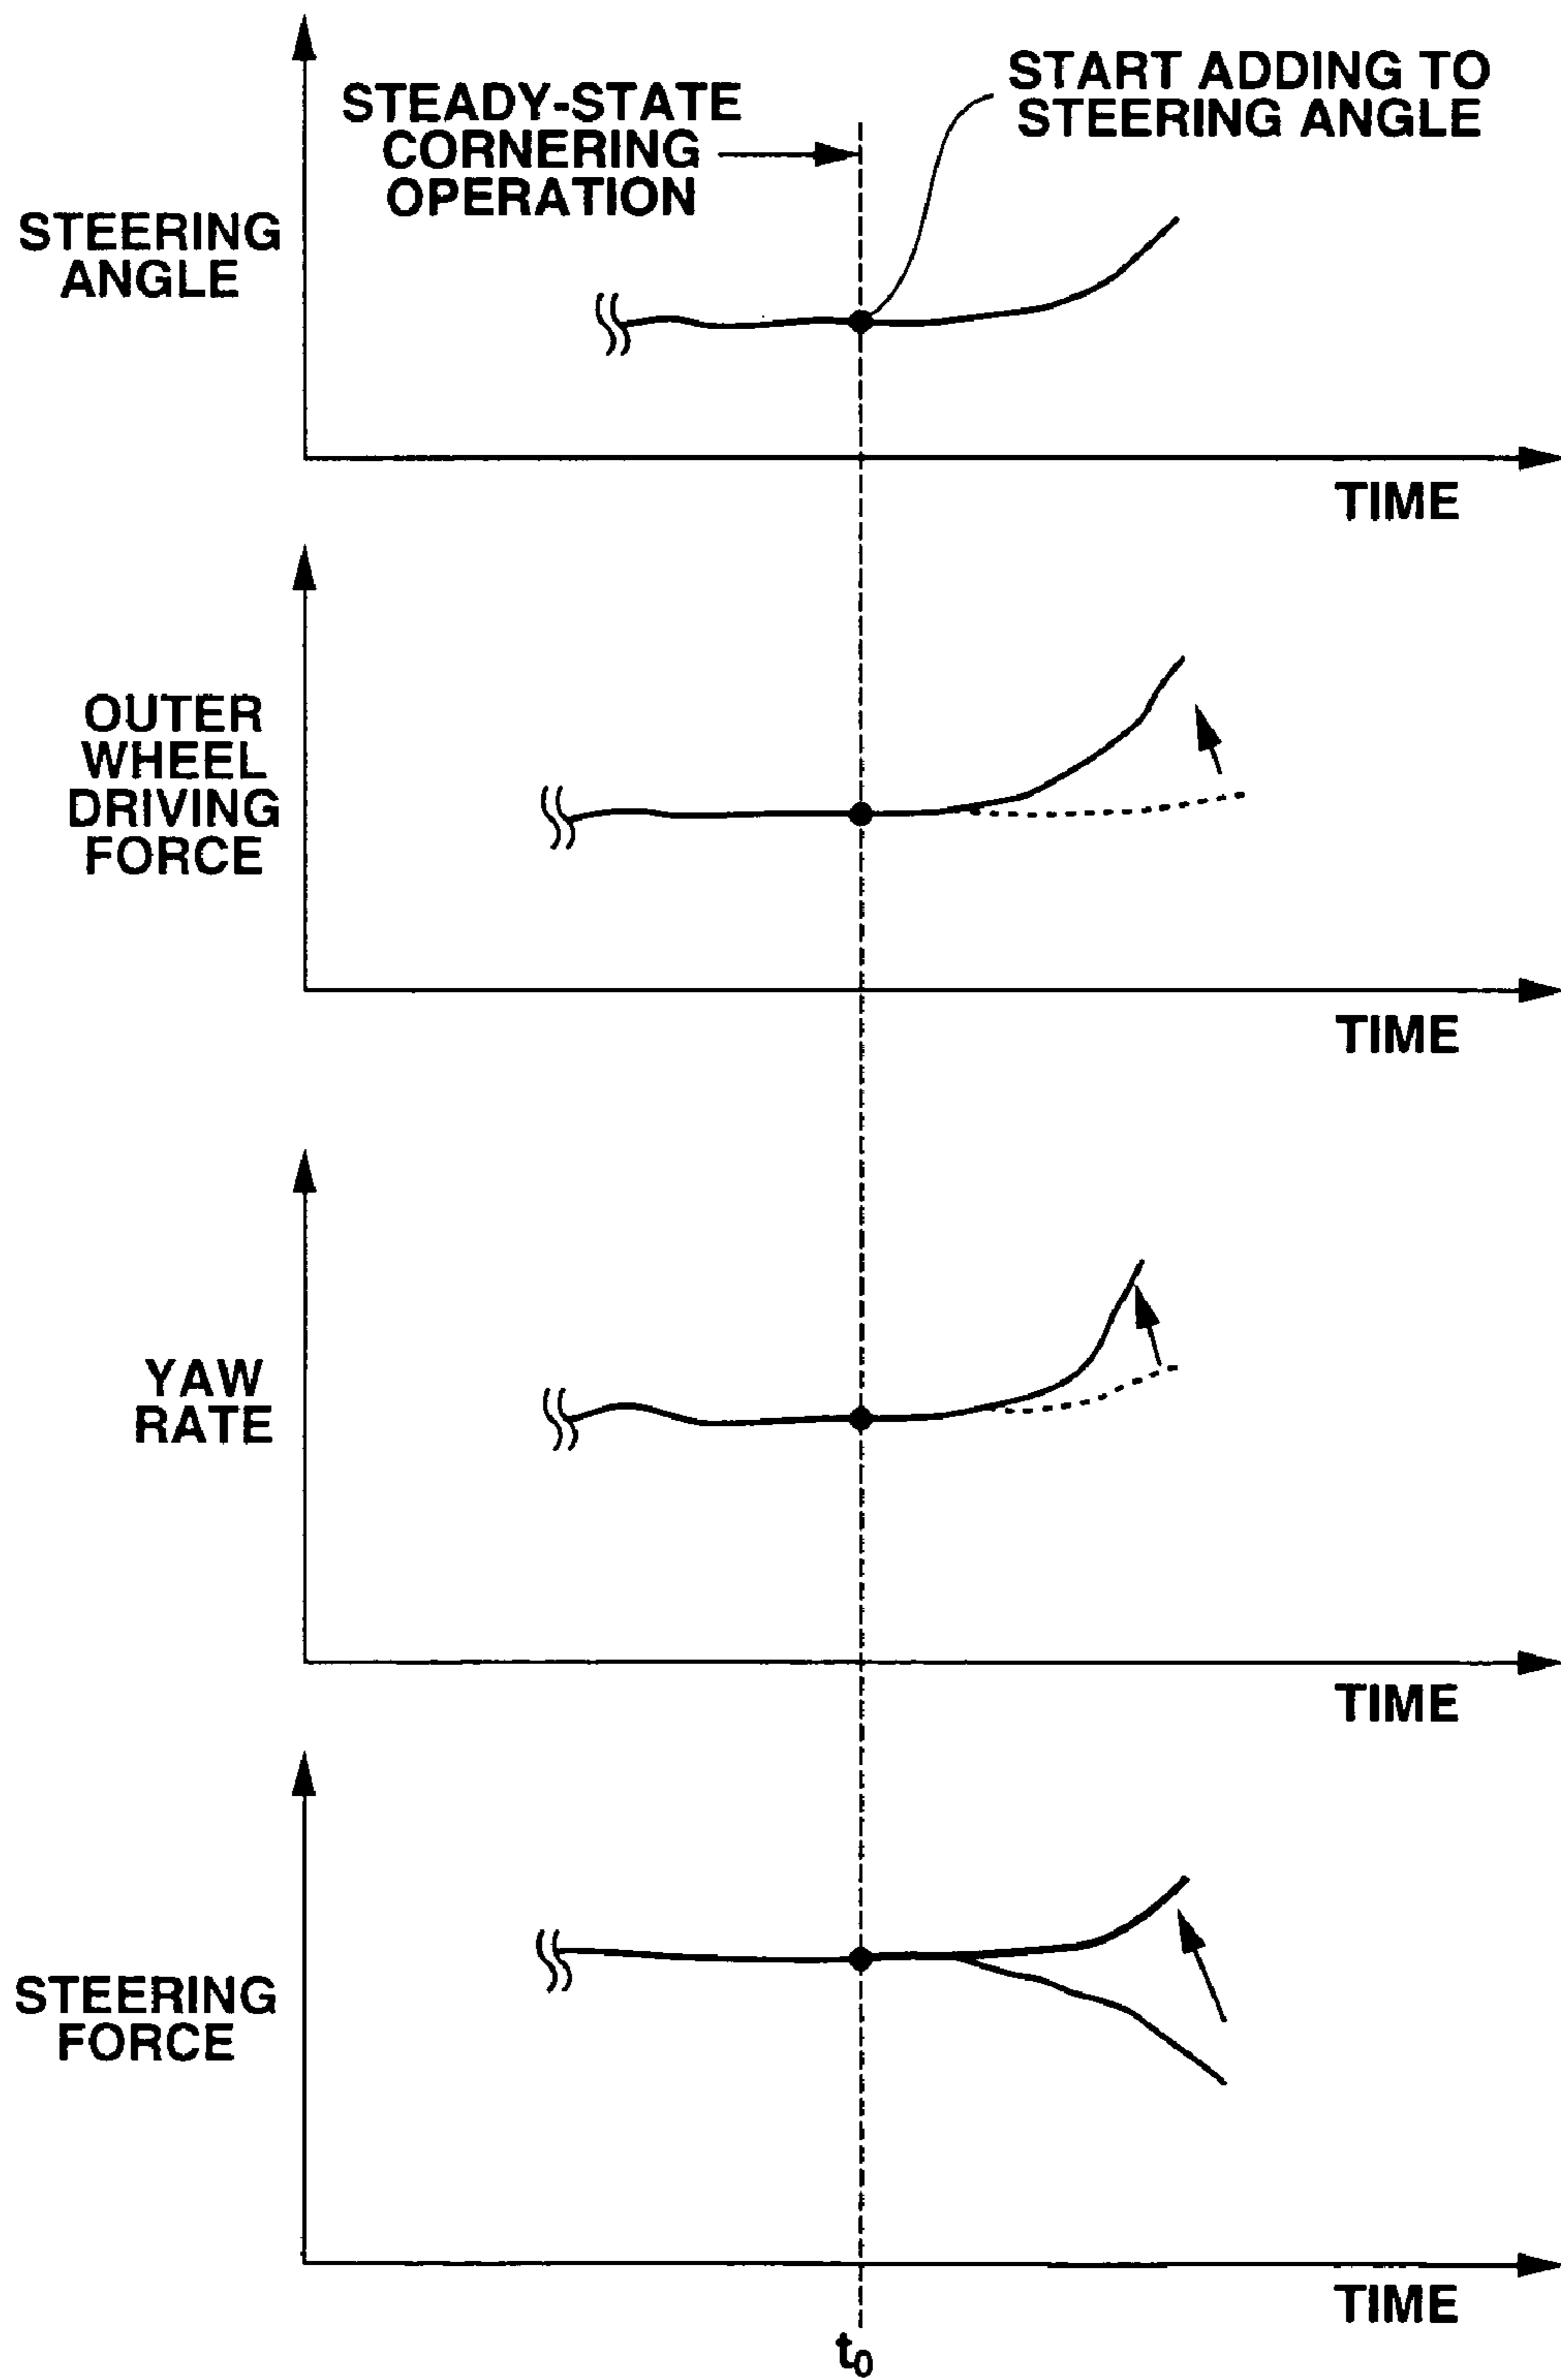 STEADY-STATE
CORNERING
OPERATION
START ADDING TO
STEERING ANGLE
STEERING
ANGLE
TIME
OUTER
WHEEL
DRIVING
FORCE
TIME
YAW
RATE
TIME
STEERING
FORCE
TIME
t₀